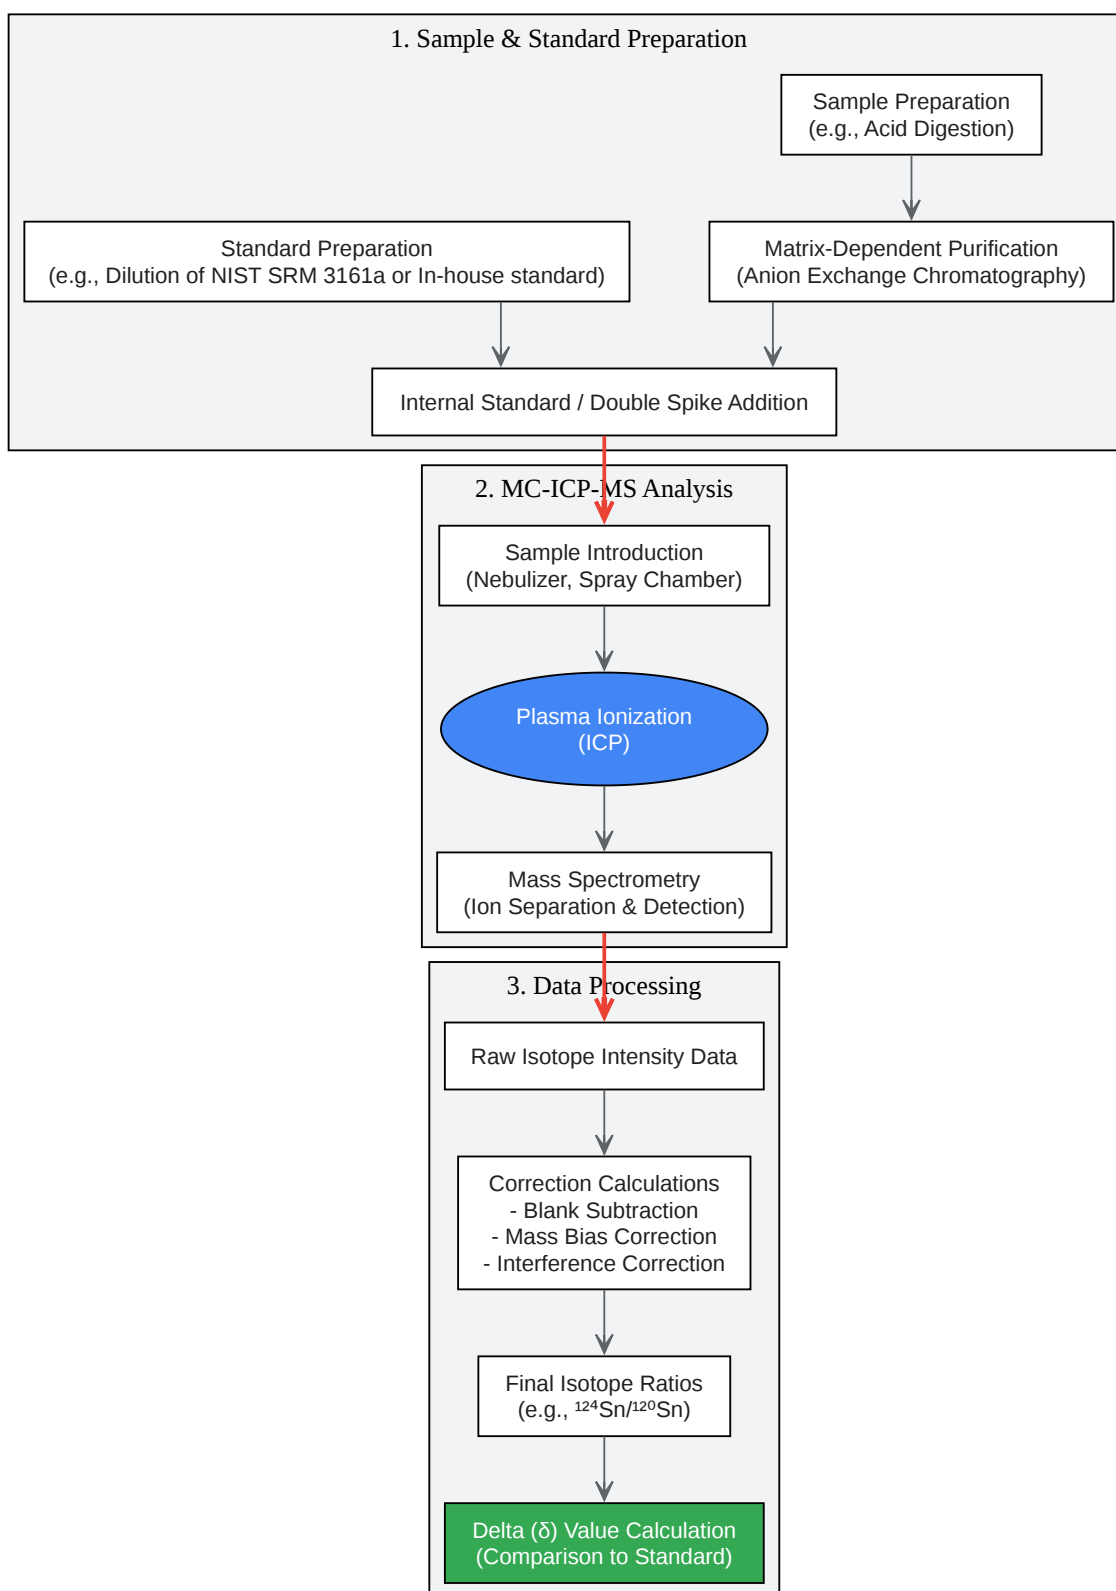 1. Sample & Standard Preparation
Sample Preparation
(e.g., Acid Digestion)
Standard Preparation
(e.g., Dilution of NIST SRM 3161a or In-house standard)
Matrix-Dependent Purification
(Anion Exchange Chromatography)
Internal Standard / Double Spike Addition
2. MC-ICP-MS Analysis
Sample Introduction
(Nebulizer, Spray Chamber)
Plasma Ionization
(ICP)
Mass Spectrometry
(Ion Separation & Detection)
3. Data Processing
Raw Isotope Intensity Data
Correction Calculations
- Blank Subtraction
- Mass Bias Correction
- Interference Correction
Final Isotope Ratios
(e.g., ¹²⁴Sn/¹²⁰Sn)
Delta (δ) Value Calculation
(Comparison to Standard)